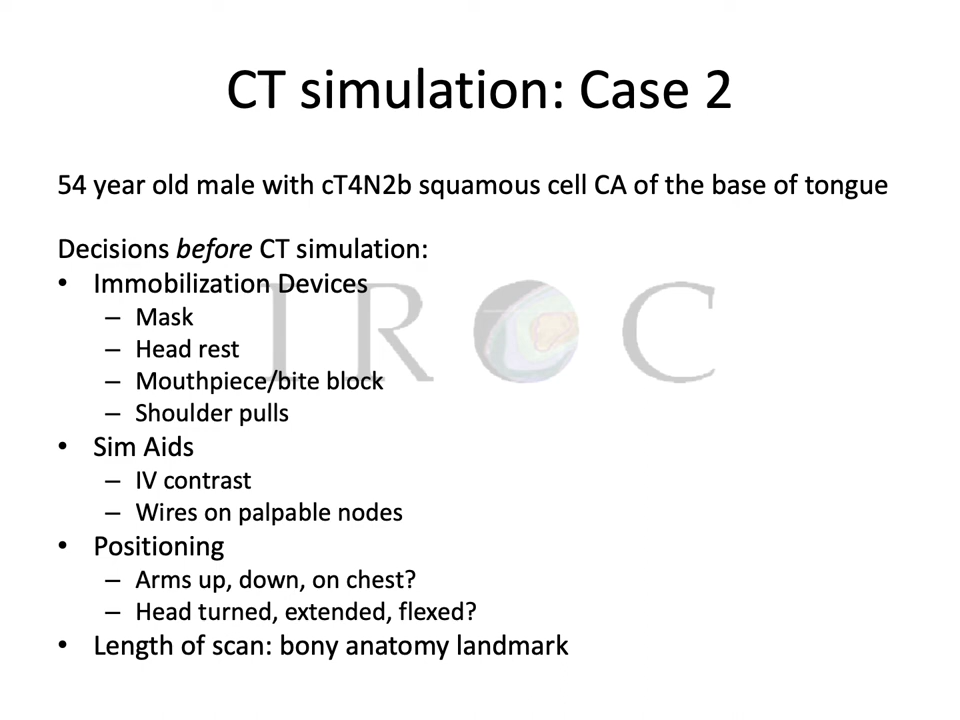 CT simulation: Case 2
54 year old male with cT4N2b squamous cell CA of the base of tongue
Decisions before CT simulation:
• Immobilization Devices
– Mask
– Head rest
– Mouthpiece/bite block
– Shoulder pulls
• Sim Aids
– IV contrast
– Wires on palpable nodes
• Positioning
– Arms up, down, on chest?
– Head turned, extended, flexed?
• Length of scan: bony anatomy landmark
IROC